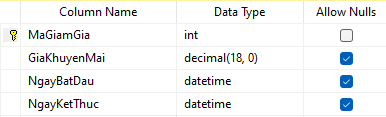 Column Name Data Type Allow Nulls
MaGiamGia int
GiaKhuyenMai decimal(18, 0)
NgayBatDau datetime
NgayKetThuc datetime